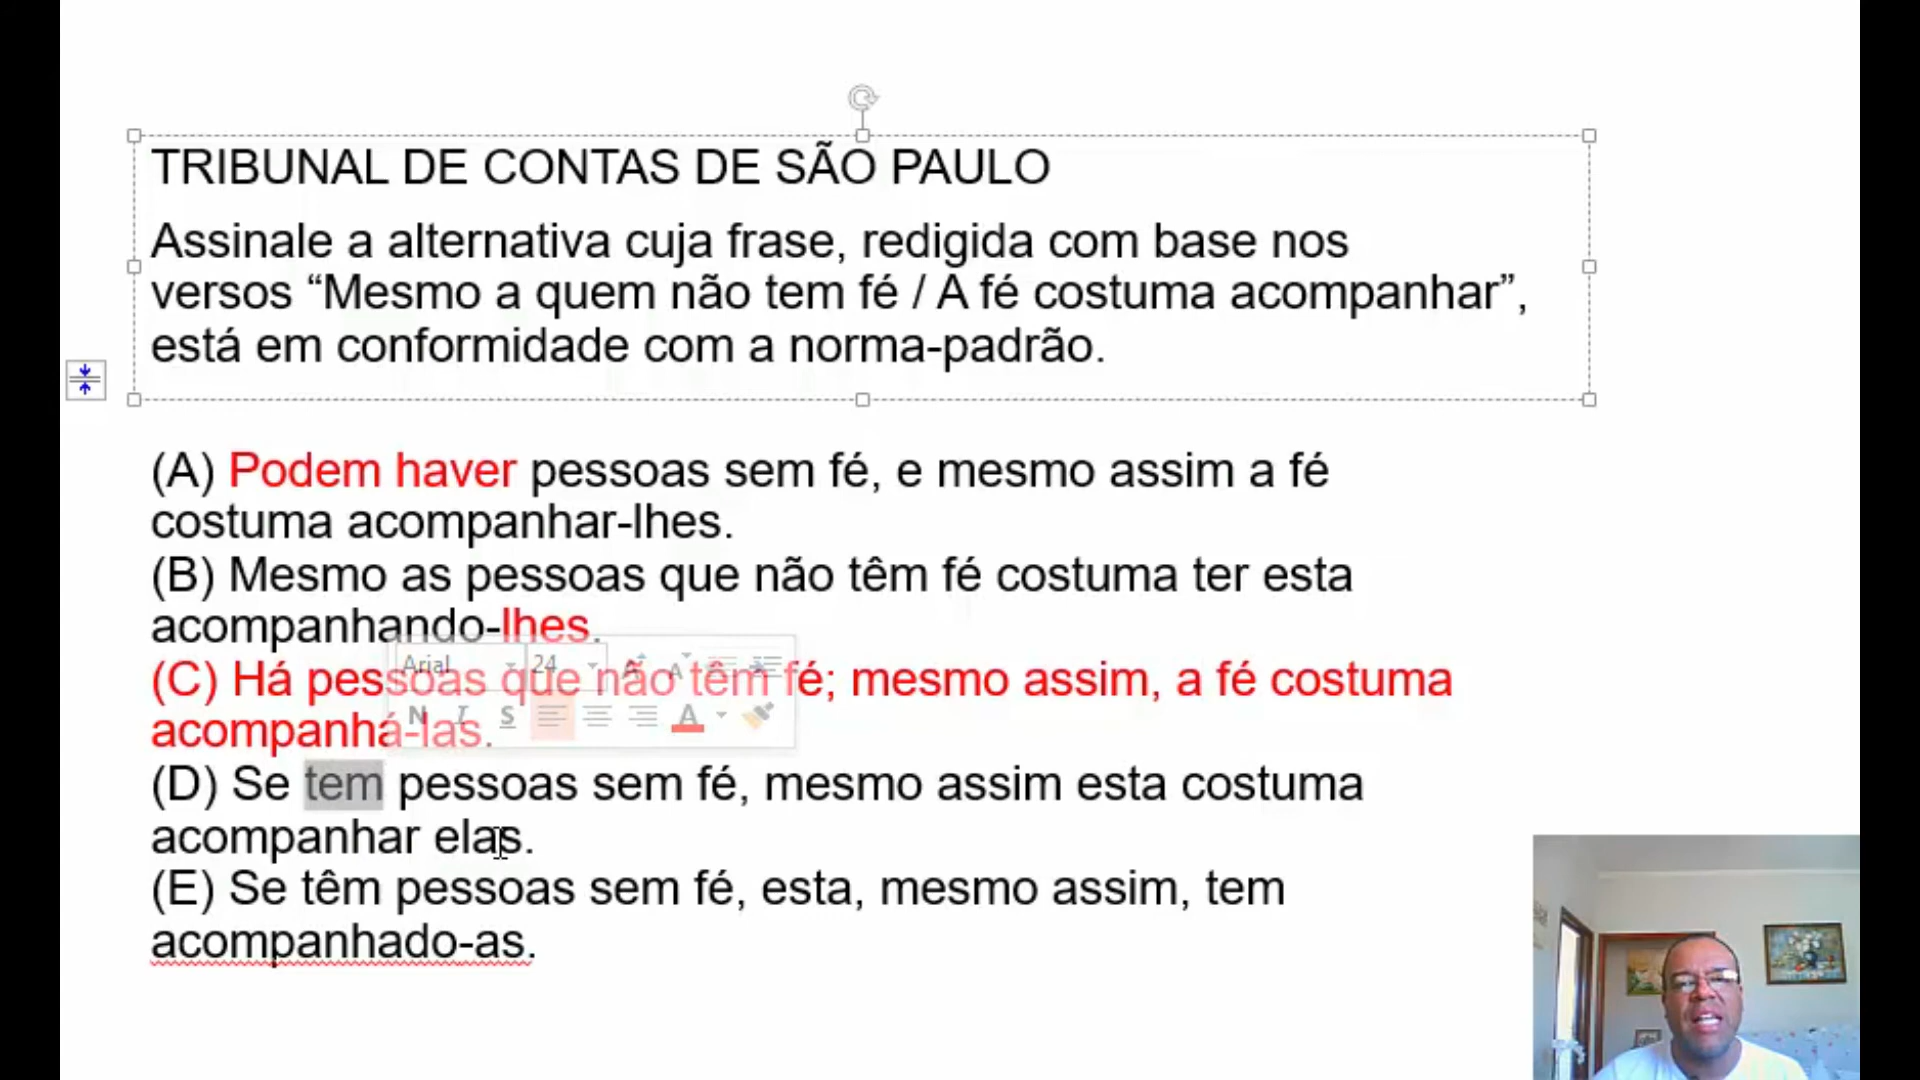 TRIBUNAL DE CONTAS DE SÃO PAULO
Assinale a alternativa cuja frase, redigida com base nos
versos “Mesmo a quem não tem fé / A fé costuma acompanhar”,
está em conformidade com a norma-padrão.
(A) Podem haver pessoas sem fé, e mesmo assim a fé
costuma acompanhar-lhes.
(B) Mesmo as pessoas que não têm fé costuma ter esta
acompanhando-lhes.
Arial 24
(C) Há pessoas que não têm fé; mesmo assim, a fé costuma
N I S A
acompanhá-las.
(D) Se tem pessoas sem fé, mesmo assim esta costuma
acompanhar elas.
(E) Se têm pessoas sem fé, esta, mesmo assim, tem
acompanhado-as.